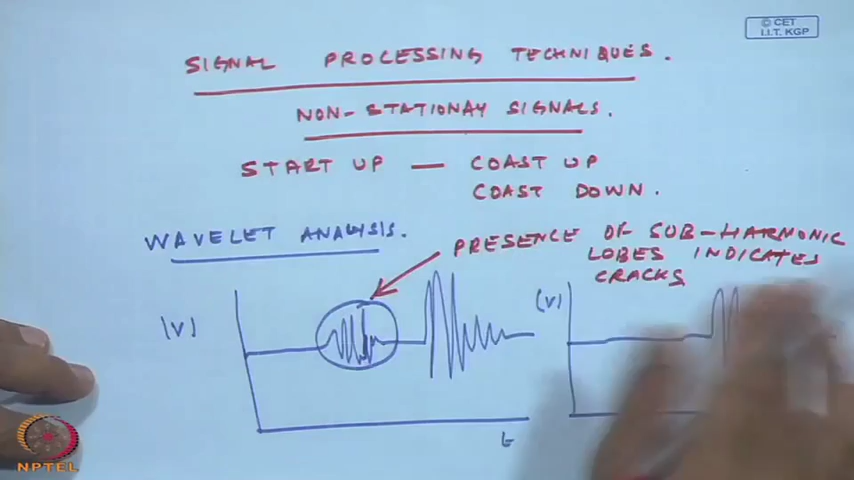 © CET
I.I.T. KGP
SIGNAL PROCESSING TECHNIQUES.
NON-STATIONAY SIGNALS.
START UP — COAST UP
COAST DOWN.
WAVELET ANALYSIS.
PRESENCE OF SUB-HARMONIC
LOBES INDICATES
CRACKS
(V)
(V)
t
NPTEL